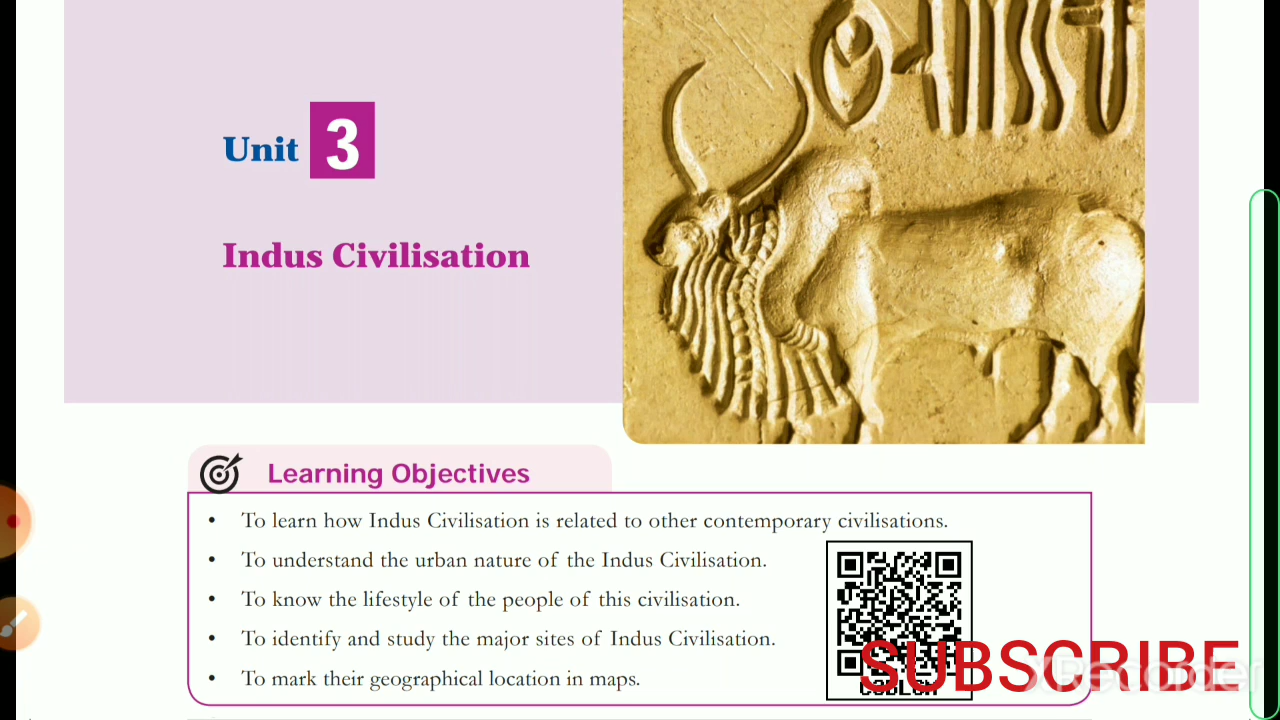 Unit 3
Indus Civilisation
Learning Objectives
• To learn how Indus Civilisation is related to other contemporary civilisations.
• To understand the urban nature of the Indus Civilisation.
• To know the lifestyle of the people of this civilisation.
• To identify and study the major sites of Indus Civilisation.
• To mark their geographical location in maps.
SUBSCRIBE
XRecorder